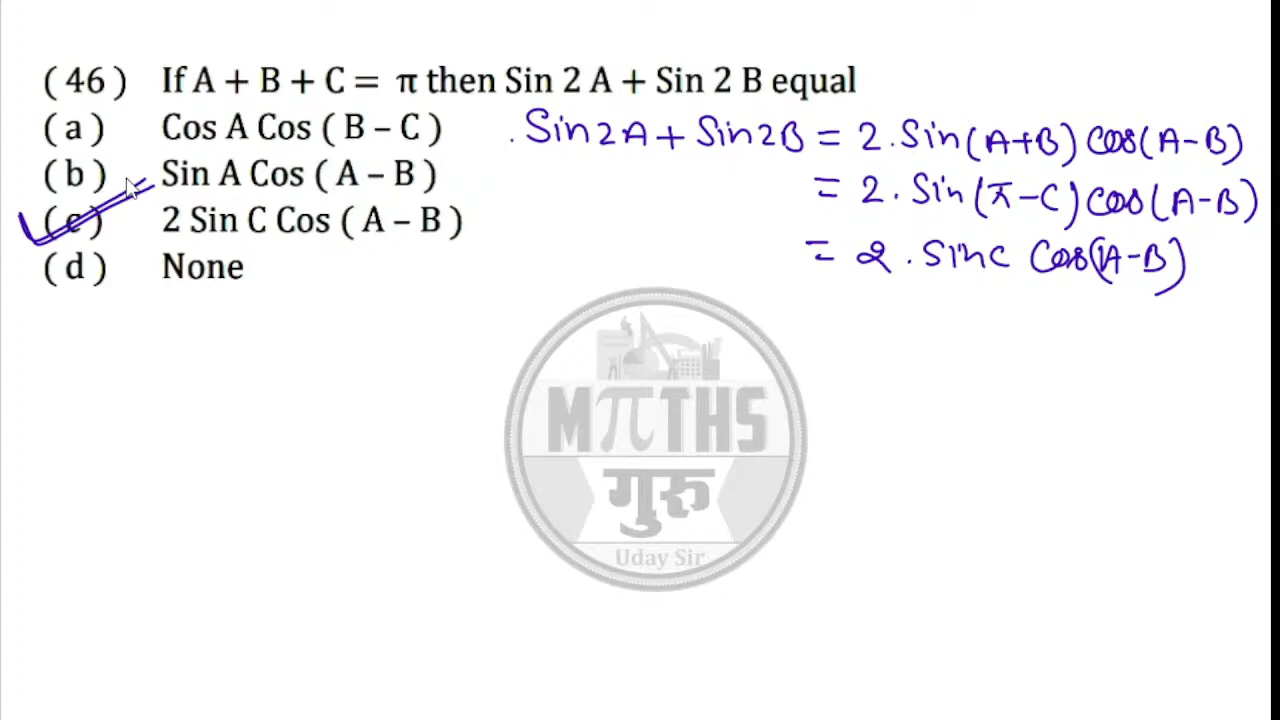 ( 46 ) If A + B + C = π then Sin 2 A + Sin 2 B equal
( a ) Cos A Cos ( B – C )
( b ) Sin A Cos ( A – B )
( c ) 2 Sin C Cos ( A – B )
( d ) None
. Sin2A + Sin2B = 2.Sin(A+B) Cos(A-B)
= 2.Sin(π-C) Cos(A-B)
= 2.Sinc Cos(A-B)
MπTHS
गुरु
Uday Sir